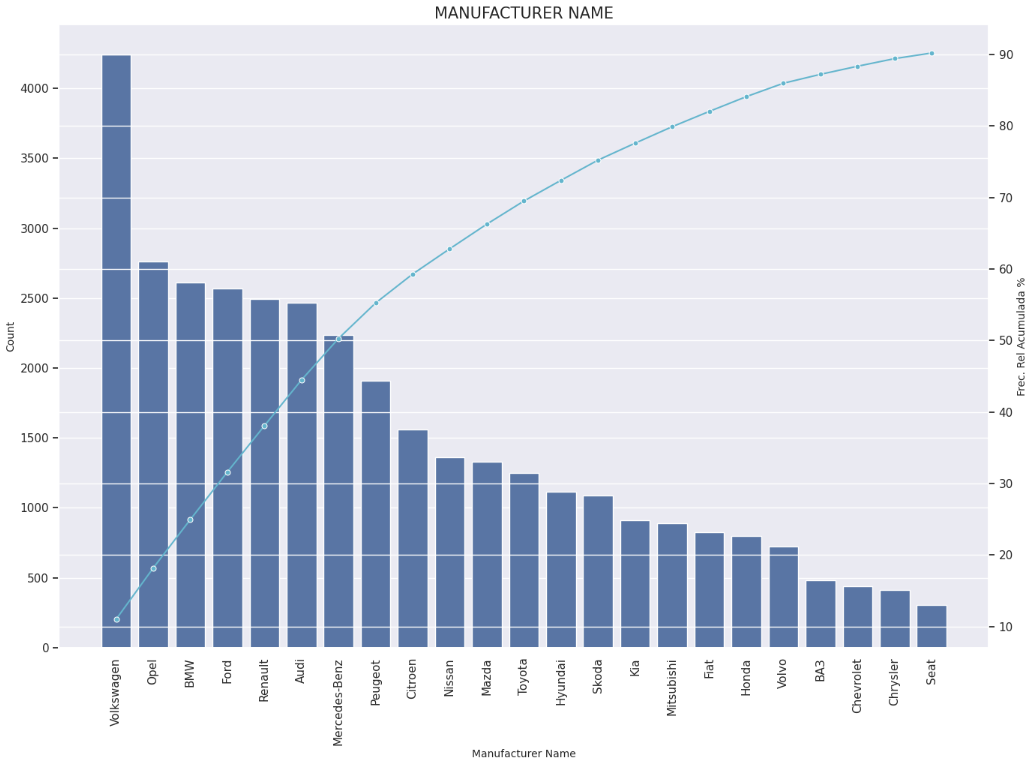 MANUFACTURER NAME
Count
4000
3500
3000
2500
2000
1500
1000
500
0
90
80
70
60
50
40
30
20
10
Frec. Rel Acumulada %
Volkswagen
Opel
BMW
Ford
Renault
Audi
Mercedes-Benz
Peugeot
Citroen
Nissan
Mazda
Toyota
Hyundai
Skoda
Kia
Mitsubishi
Fiat
Honda
Volvo
ВАЗ
Chevrolet
Chrysler
Seat
Manufacturer Name